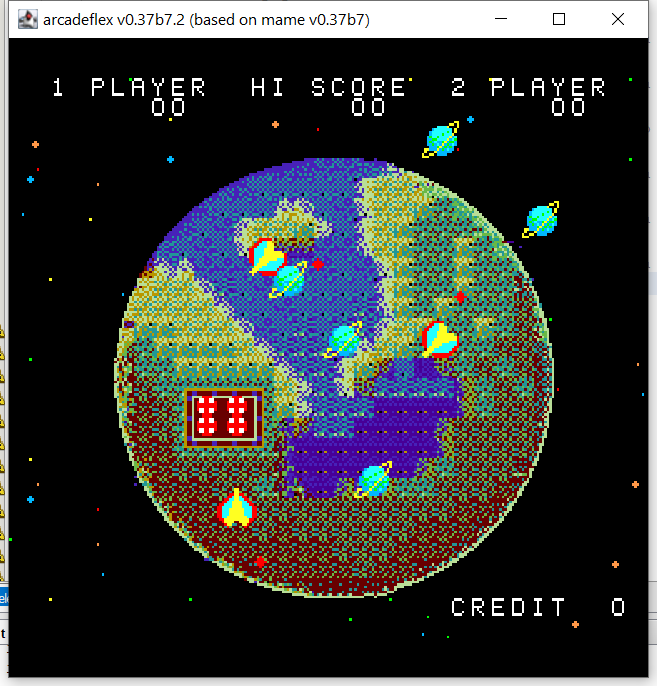 arcadeflex v0.37b7.2 (based on mame v0.37b7)
1 PLAYER HI SCORE 2 PLAYER
00 00 00
CREDIT 0